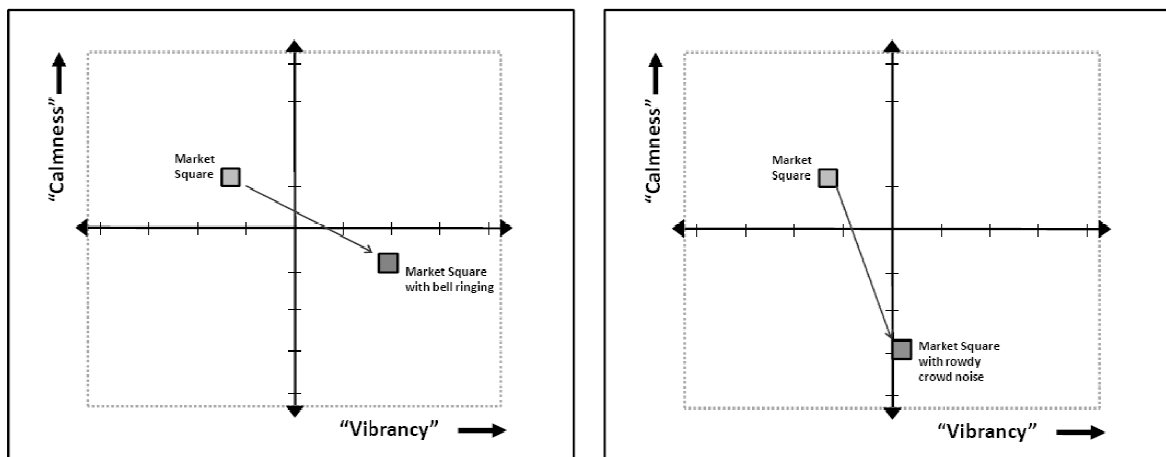 “Calmness”
Market
Square
Market Square
with bell ringing
“Vibrancy”
“Calmness”
Market
Square
Market Square
with rowdy
crowd noise
“Vibrancy”